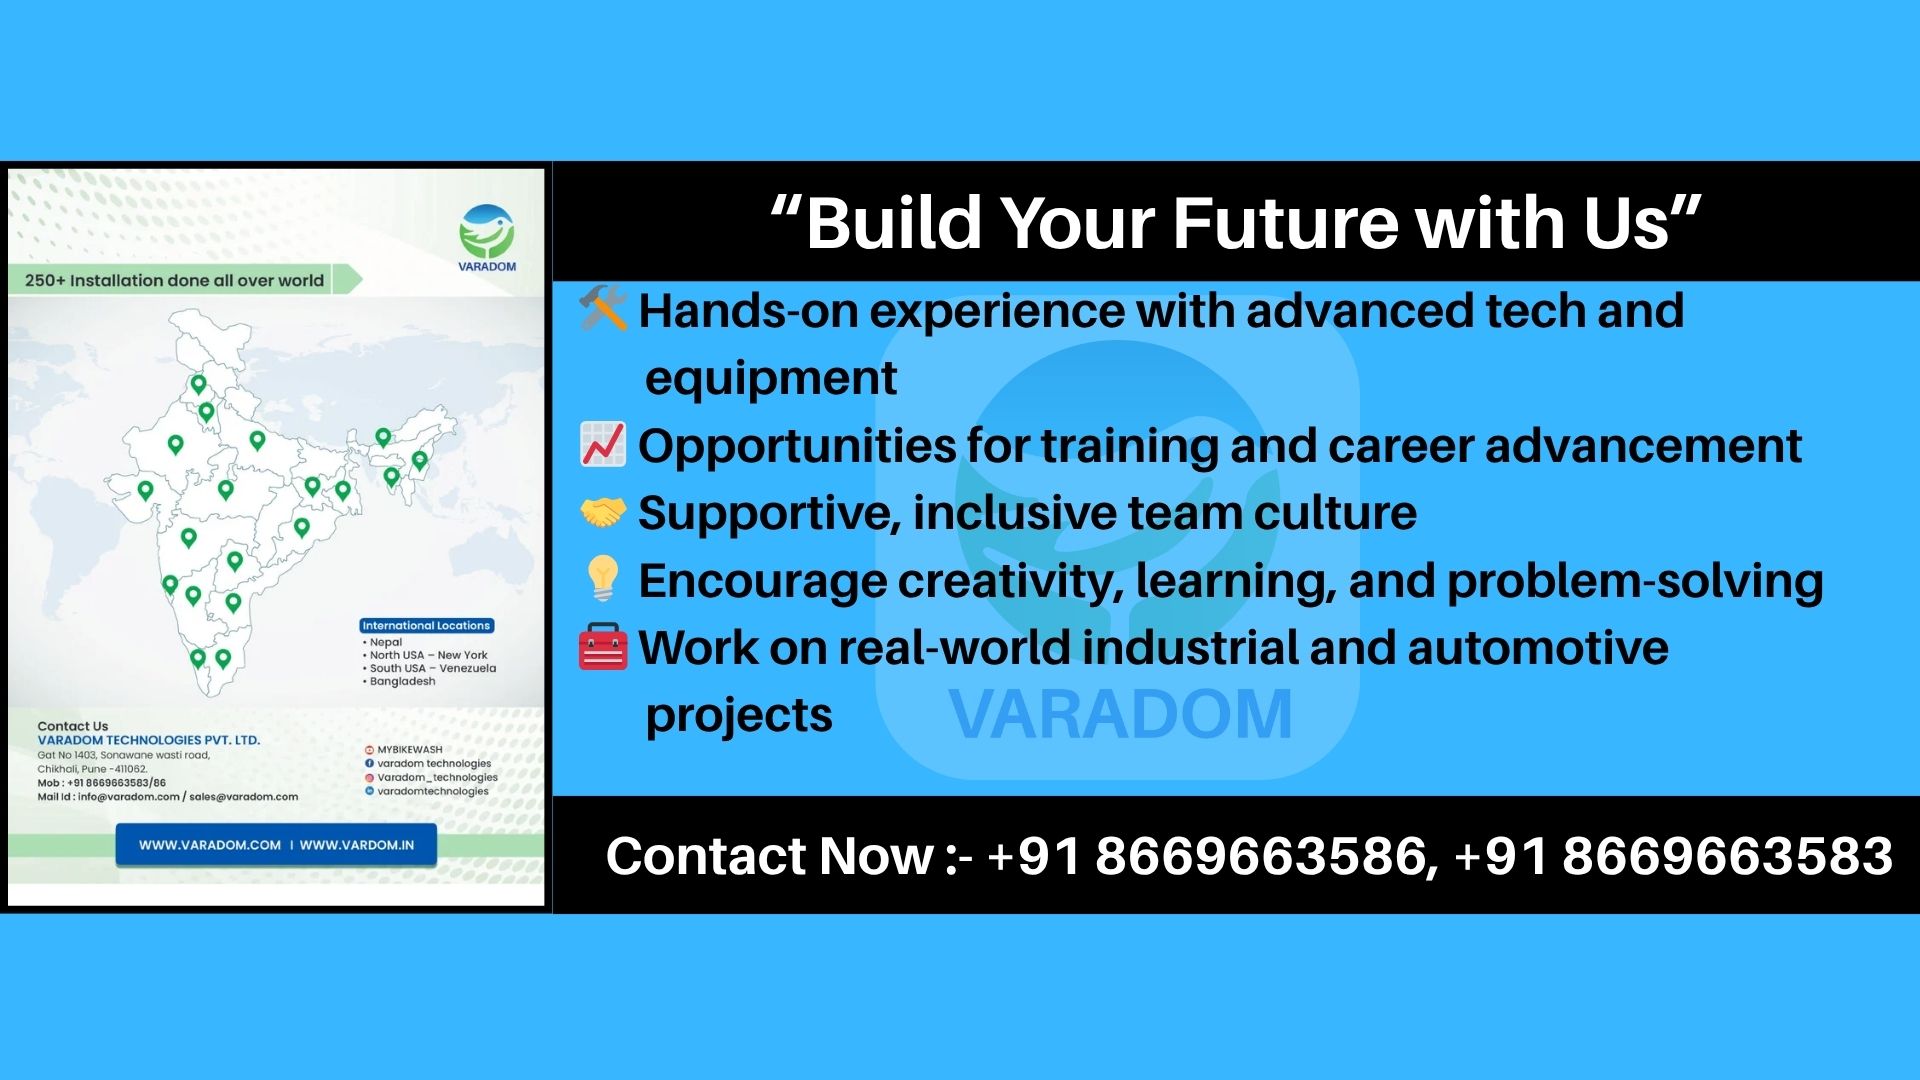 VARADOM
250+ Installation done all over world
International Locations
• Nepal
• North USA – New York
• South USA – Venezuela
• Bangladesh
Contact Us
VARADOM TECHNOLOGIES PVT. LTD.
Gat No 1403, Sonawane wasti road,
Chikhali, Pune -411062.
Mob : +91 8669663583/86
Mail Id : info@varadom.com / sales@varadom.com
MYBIKEWASH
varadom technologies
Varadom_technologies
varadomtechnologies
WWW.VARADOM.COM | WWW.VARDOM.IN
“Build Your Future with Us”
🛠️ Hands-on experience with advanced tech and
equipment
📈 Opportunities for training and career advancement
🤝 Supportive, inclusive team culture
💡 Encourage creativity, learning, and problem-solving
🧰 Work on real-world industrial and automotive
projects
VARADOM
Contact Now :- +91 8669663586, +91 8669663583